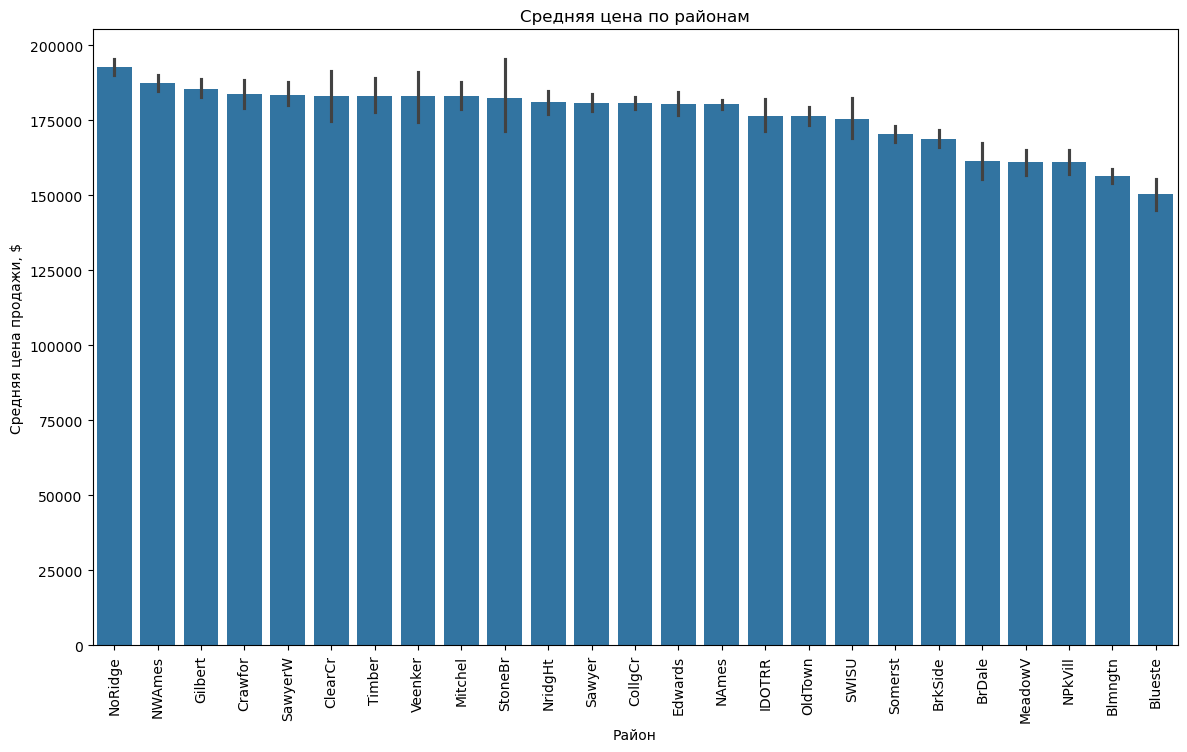 Средняя цена по районам
200000
175000
150000
125000
100000
75000
50000
25000
0
Средняя цена продажи, $
NoRidge
NWAmes
Gilbert
Crawfor
SawyerW
ClearCr
Timber
Veenker
Mitchel
StoneBr
NridgHt
Sawyer
CollgCr
Edwards
NAmes
IDOTRR
OldTown
SWISU
Somerst
BrkSide
BrDale
MeadowV
NPkVill
Blmngtn
Blueste
Район